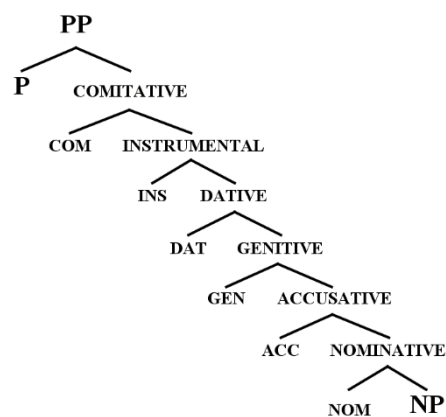 PP
P COMITATIVE
COM INSTRUMENTAL
INS DATIVE
DAT GENITIVE
GEN ACCUSATIVE
ACC NOMINATIVE
NOM NP